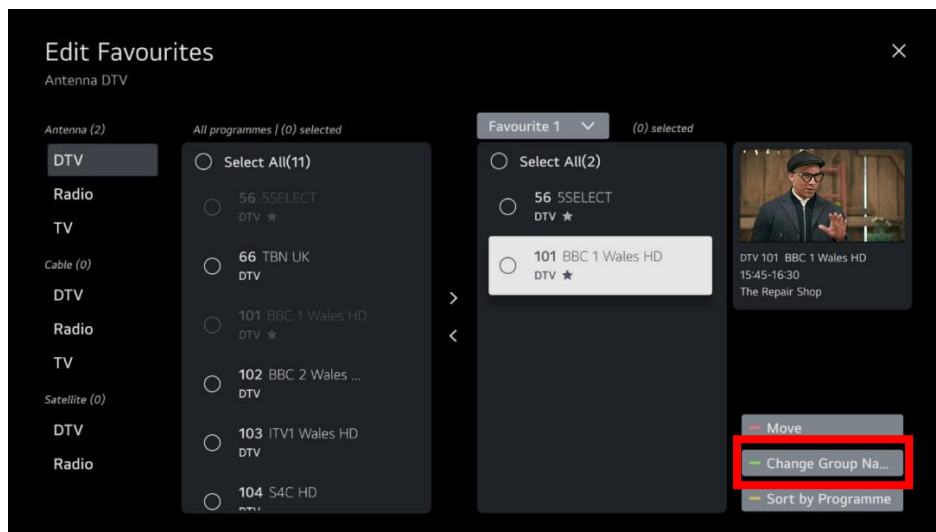 Edit Favourites
Antenna DTV
Antenna (2)
DTV
Radio
TV
Cable (0)
DTV
Radio
TV
Satellite (0)
DTV
Radio
All programmes | (0) selected
Select All(11)
56 5SELECT
DTV ★
66 TBN UK
DTV
101 BBC 1 Wales HD
DTV ★
102 BBC 2 Wales ...
DTV
103 ITV1 Wales HD
DTV
104 S4C HD
DTV
Favourite 1
(0) selected
Select All(2)
56 5SELECT
DTV ★
101 BBC 1 Wales HD
DTV ★
DTV 101 BBC 1 Wales HD
15:45-16:30
The Repair Shop
Move
Change Group Na...
Sort by Programme